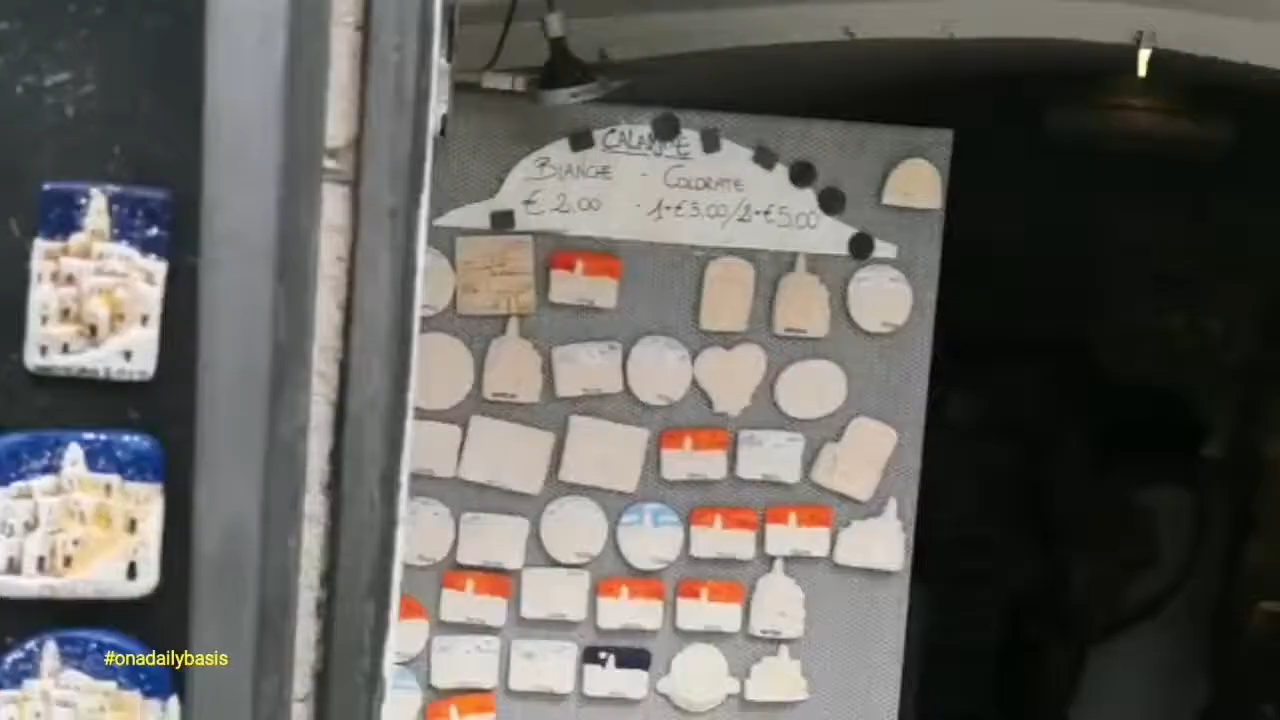 CALAMITE
BIANCHE - COLORATE
€ 2,00 - 1=€3,00/2=€5,00
#onadailybasis